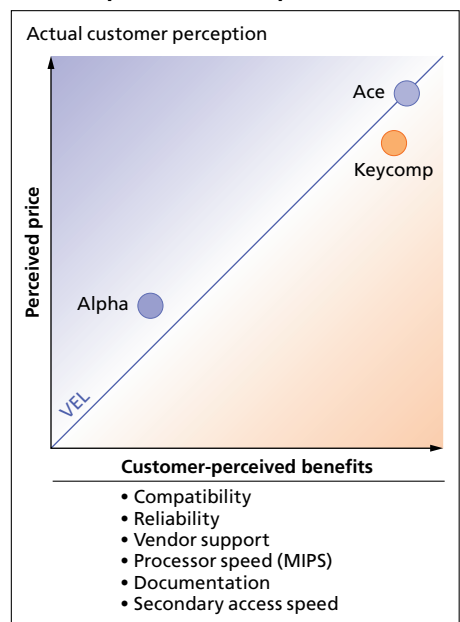 Actual customer perception
Ace
Keycomp
Alpha
Perceived price
VEL
Customer-perceived benefits
• Compatibility
• Reliability
• Vendor support
• Processor speed (MIPS)
• Documentation
• Secondary access speed